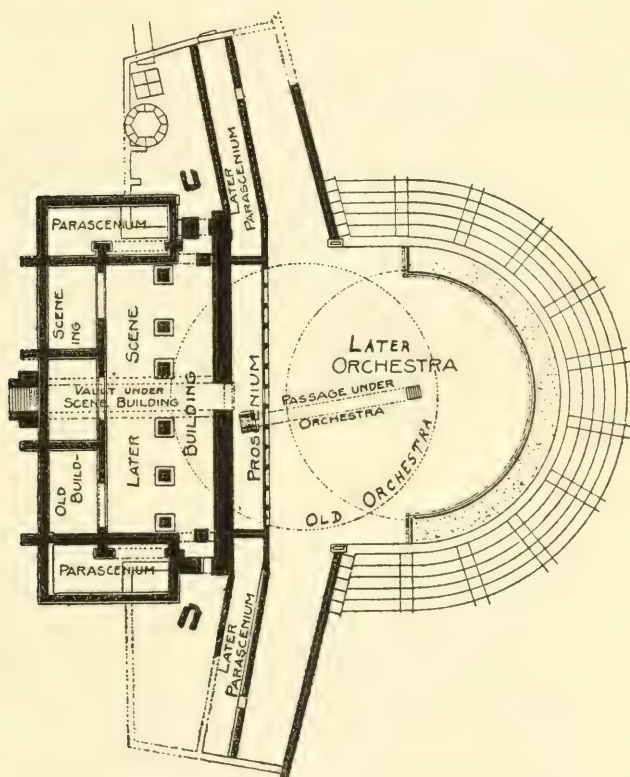 PARASCENIUM
LATER
PARASCENIUM
SCENE
ING
OLD
BUILD-
LATER
SCENE
BUILDING
VAULT UNDER
SCENE BUILDING
PROSCENIUM
LATER
ORCHESTRA
PASSAGE UNDER
ORCHESTRA
OLD ORCHESTRA
PARASCENIUM
LATER
PARASCENIUM